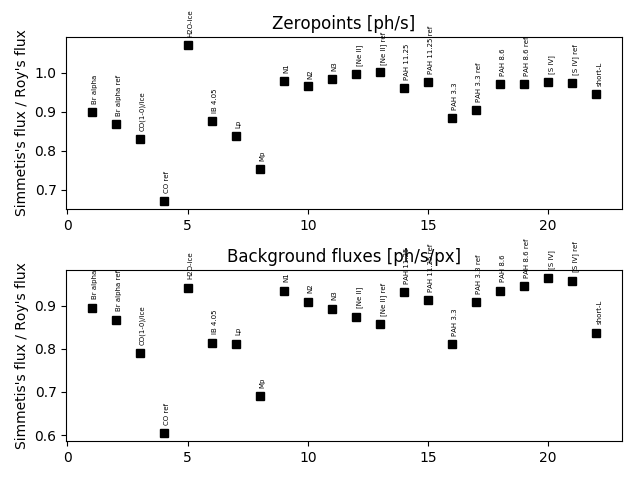 Zeropoints [ph/s]
Simmetis's flux / Roy's flux
1.0
0.9
0.8
0.7
Br alpha
Br alpha ref
CO(1-0)/ice
CO ref
H2O-ice
IB 4.05
Lp
Mp
N1
N2
N3
[Ne II]
[Ne II] ref
PAH 11.25
PAH 11.25 ref
PAH 3.3
PAH 3.3 ref
PAH 8.6
PAH 8.6 ref
[S IV]
[S IV] ref
short-L
0 5 10 15 20
Background fluxes [ph/s/px]
Simmetis's flux / Roy's flux
0.9
0.8
0.7
0.6
Br alpha
Br alpha ref
CO(1-0)/ice
CO ref
H2O-ice
IB 4.05
Lp
Mp
N1
N2
N3
[Ne II]
[Ne II] ref
PAH 11.25
PAH 11.25 ref
PAH 3.3
PAH 3.3 ref
PAH 8.6
PAH 8.6 ref
[S IV]
[S IV] ref
short-L
0 5 10 15 20